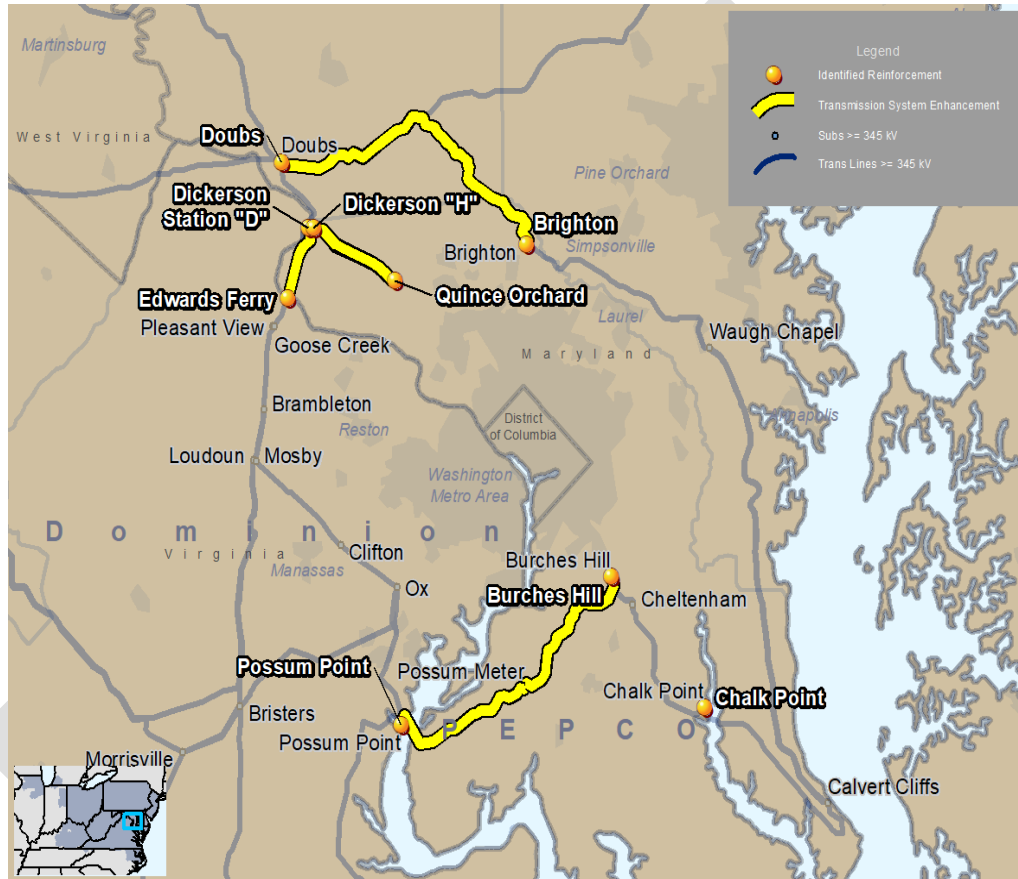 Legend
Identified Reinforcement
Transmission System Enhancement
Subs >= 345 kV
Trans Lines >= 345 kV
Martinsburg
West Virginia
Doubs
Doubs
Dickerson
Station "D"
Dickerson "H"
Pine Orchard
Brighton
Brighton
Simpsonville
Edwards Ferry
Quince Orchard
Pleasant View
Goose Creek
Laurel
Waugh Chapel
Maryland
Brambleton
Reston
District
of Columbia
Annapolis
Loudoun
Mosby
Washington
Metro Area
Dominion
Virginia
Clifton
Manassas
Ox
Burches Hill
Burches Hill
Cheltenham
Possum Point
Possum Meter
Chalk Point
Chalk Point
Bristers
Possum Point
PEPCO
Morrisville
Calvert Cliffs